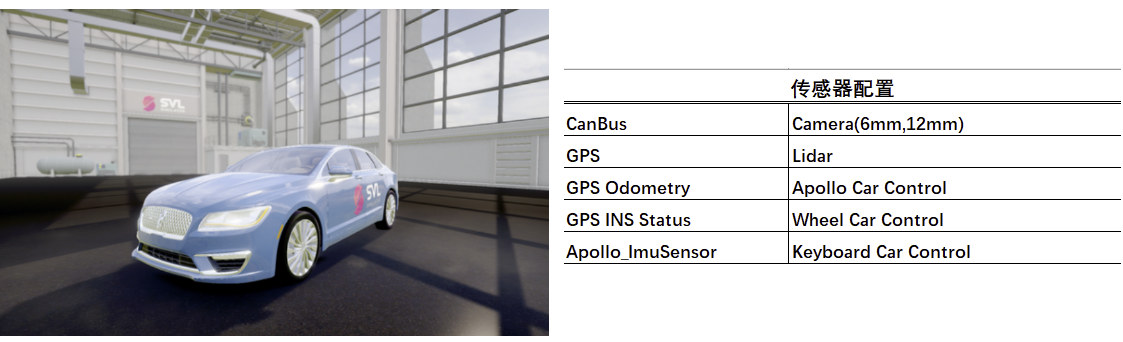 SVL
SVL
传感器配置
CanBus Camera(6mm,12mm)
GPS Lidar
GPS Odometry Apollo Car Control
GPS INS Status Wheel Car Control
Apollo_ImuSensor Keyboard Car Control